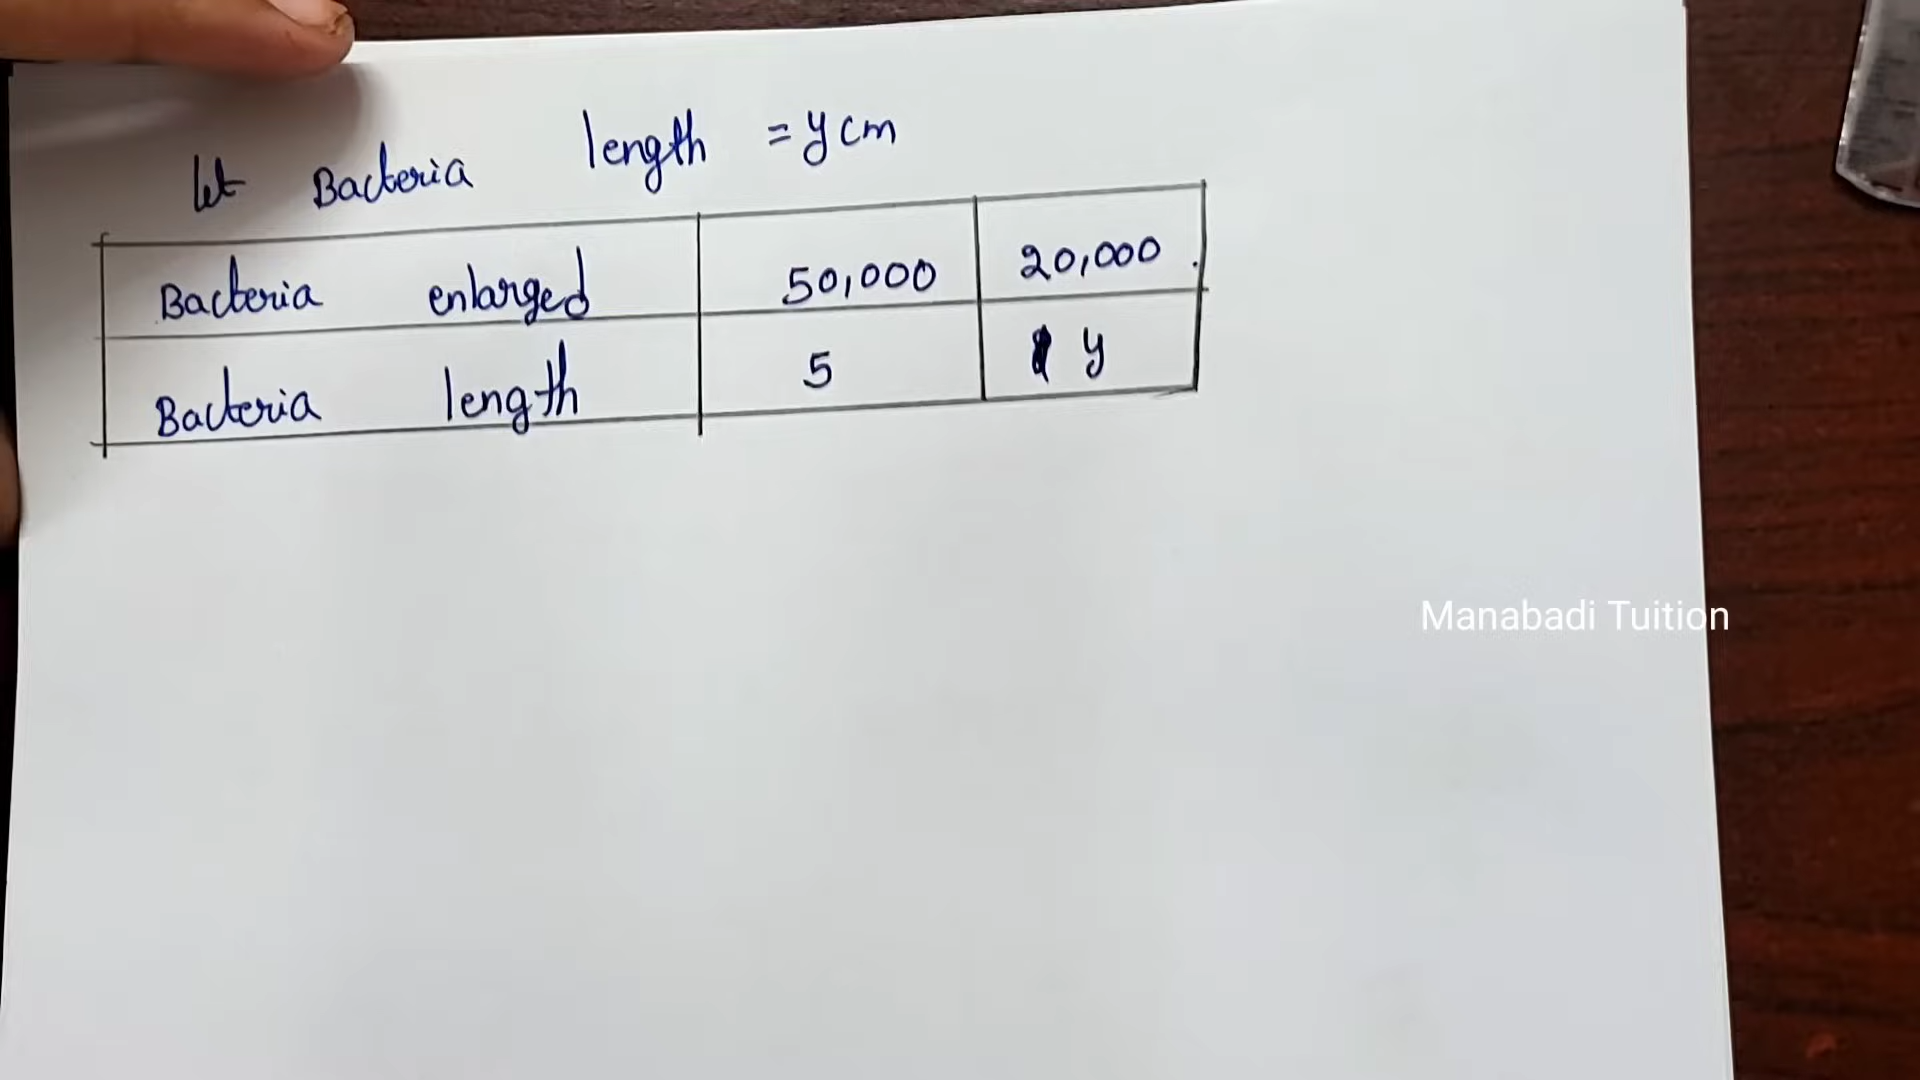 let Bacteria length = y cm
Bacteria enlarged 50,000 20,000
Bacteria length 5 y
Manabadi Tuition